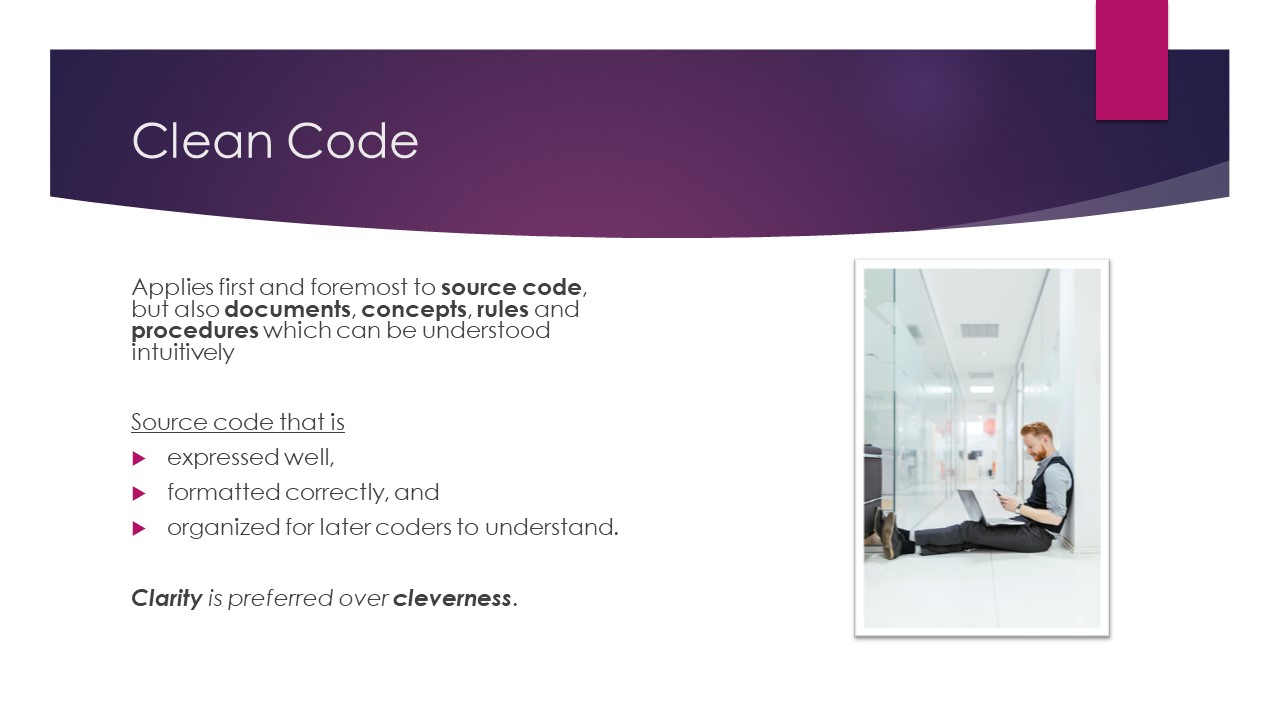 Clean Code
Applies first and foremost to source code,
but also documents, concepts, rules and
procedures which can be understood
intuitively
Source code that is
expressed well,
formatted correctly, and
organized for later coders to understand.
Clarity is preferred over cleverness.